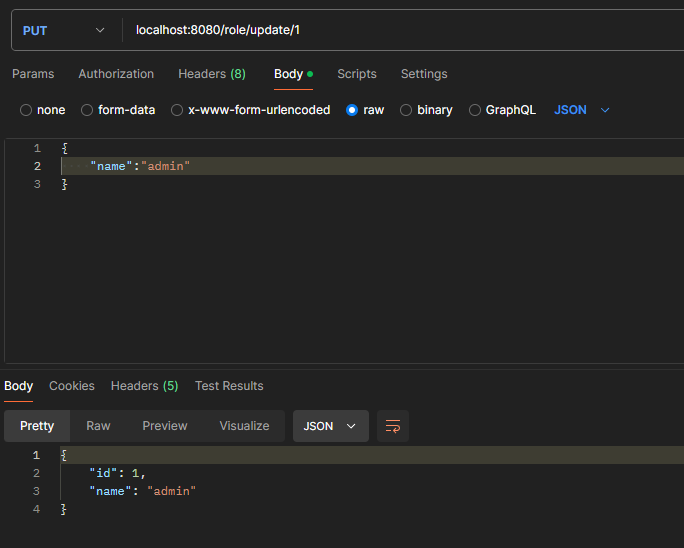 PUT localhost:8080/role/update/1
Params Authorization Headers (8) Body Scripts Settings
none form-data x-www-form-urlencoded raw binary GraphQL JSON
1 {
2 "name":"admin"
3 }
Body Cookies Headers (5) Test Results
Pretty Raw Preview Visualize JSON
1 {
2 "id": 1,
3 "name": "admin"
4 }